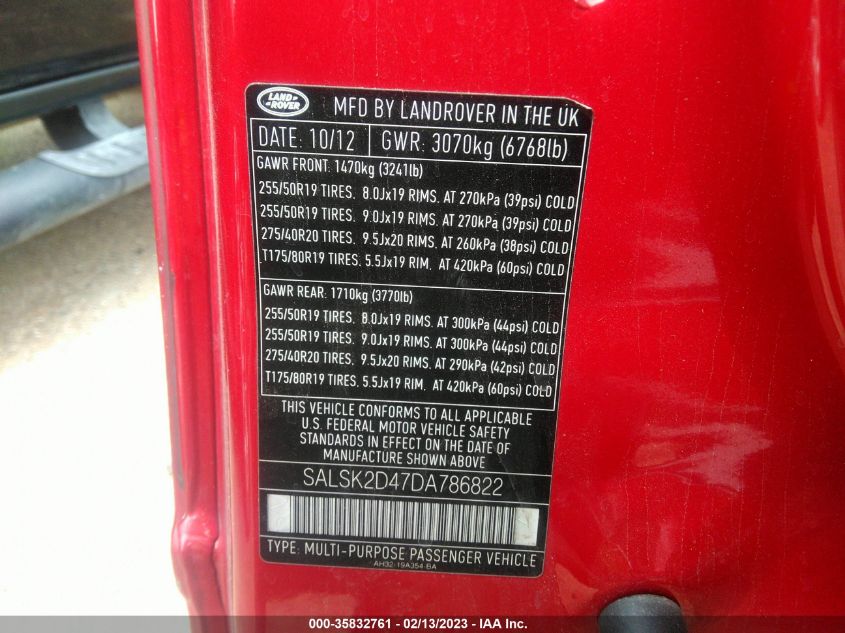 LAND
ROVER
MFD BY LANDROVER IN THE UK
DATE: 10/12 GWR: 3070kg (6768lb)
GAWR FRONT: 1470kg (3241lb)
255/50R19 TIRES. 8.0Jx19 RIMS. AT 270kPa (39psi) COLD
255/50R19 TIRES. 9.0Jx19 RIMS. AT 270kPa (39psi) COLD
275/40R20 TIRES. 9.5Jx20 RIMS. AT 260kPa (38psi) COLD
T175/80R19 TIRES. 5.5Jx19 RIM. AT 420kPa (60psi) COLD
GAWR REAR: 1710kg (3770lb)
255/50R19 TIRES. 8.0Jx19 RIMS. AT 300kPa (44psi) COLD
255/50R19 TIRES. 9.0Jx19 RIMS. AT 300kPa (44psi) COLD
275/40R20 TIRES. 9.5Jx20 RIMS. AT 290kPa (42psi) COLD
T175/80R19 TIRES. 5.5Jx19 RIM. AT 420kPa (60psi) COLD
THIS VEHICLE CONFORMS TO ALL APPLICABLE
U.S. FEDERAL MOTOR VEHICLE SAFETY
STANDARDS IN EFFECT ON THE DATE OF
MANUFACTURE SHOWN ABOVE
SALSK2D47DA786822
TYPE: MULTI-PURPOSE PASSENGER VEHICLE
AH32-19A354-BA
000-35832761 - 02/13/2023 - IAA Inc.